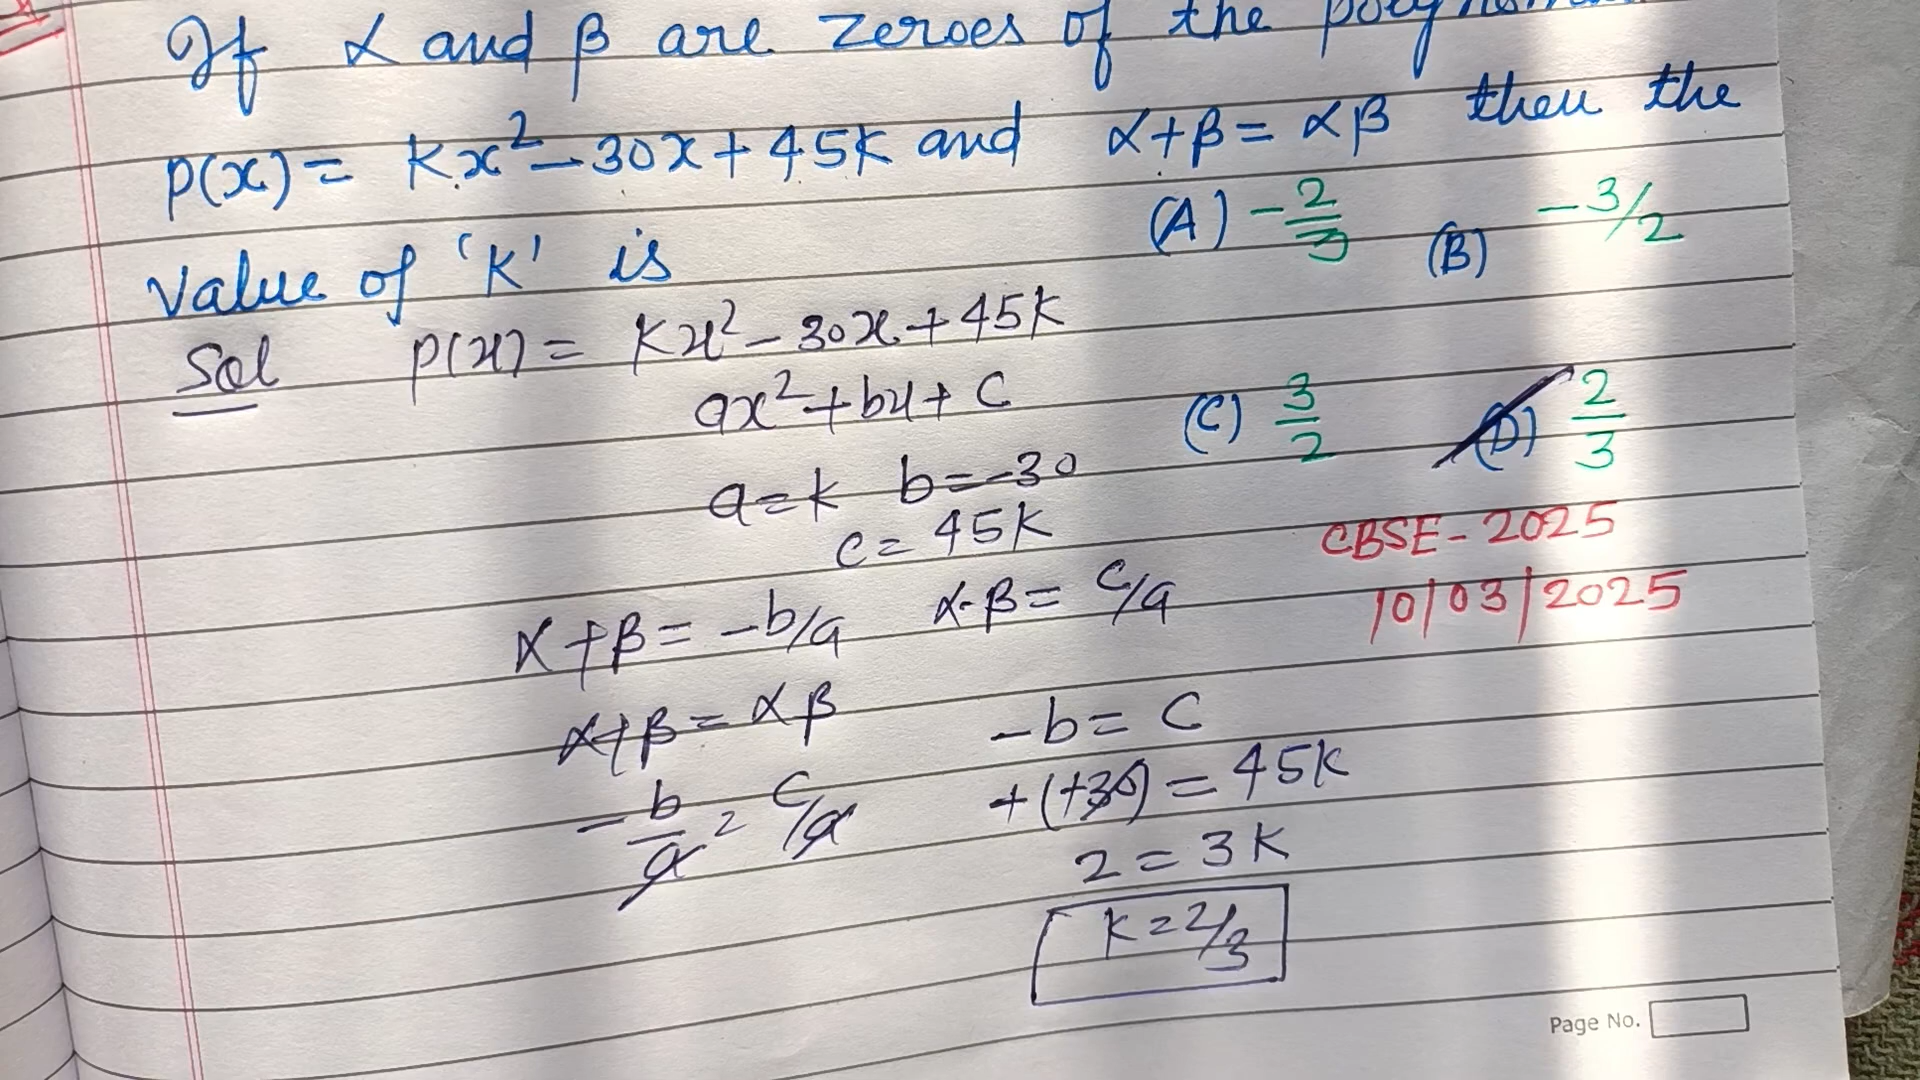 If α and β are zeroes of the
P(x) = Kx² - 30x + 45K and α+β = αβ then the
value of 'K' is
(A) -2/3 (B) -3/2
Sol P(x) = Kx² - 30x + 45K
ax² + bx + c
(C) 3/2 (D) 2/3
a = k b = -30
c = 45K
CBSE - 2025
10/03/2025
α+β = -b/a α·β = c/a
α+β = αβ
-b/a = c/a
-b = c
+(+30) = 45K
2 = 3K
K = 2/3
Page No.